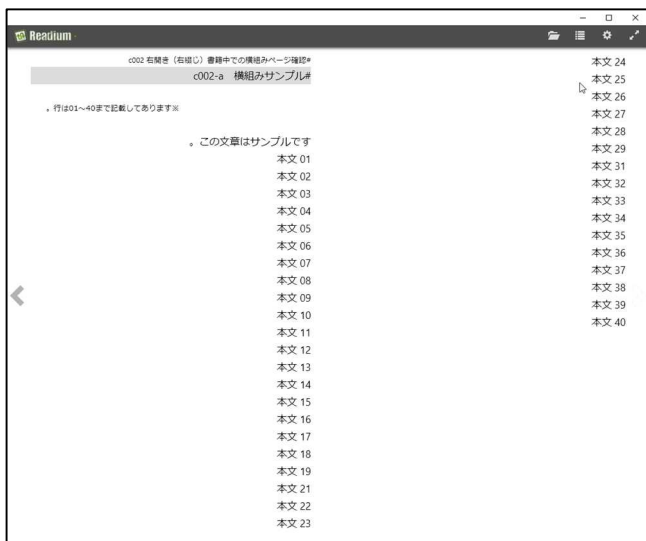 Readium
c002 右開き（右綴じ）書籍中での横組みページ確認#
c002-a　横組みサンプル#
。行は01～40まで記載してあります※
。この文章はサンプルです
本文 01
本文 02
本文 03
本文 04
本文 05
本文 06
本文 07
本文 08
本文 09
本文 10
本文 11
本文 12
本文 13
本文 14
本文 15
本文 16
本文 17
本文 18
本文 19
本文 21
本文 22
本文 23
本文 24
本文 25
本文 26
本文 27
本文 28
本文 29
本文 31
本文 32
本文 33
本文 34
本文 35
本文 36
本文 37
本文 38
本文 39
本文 40